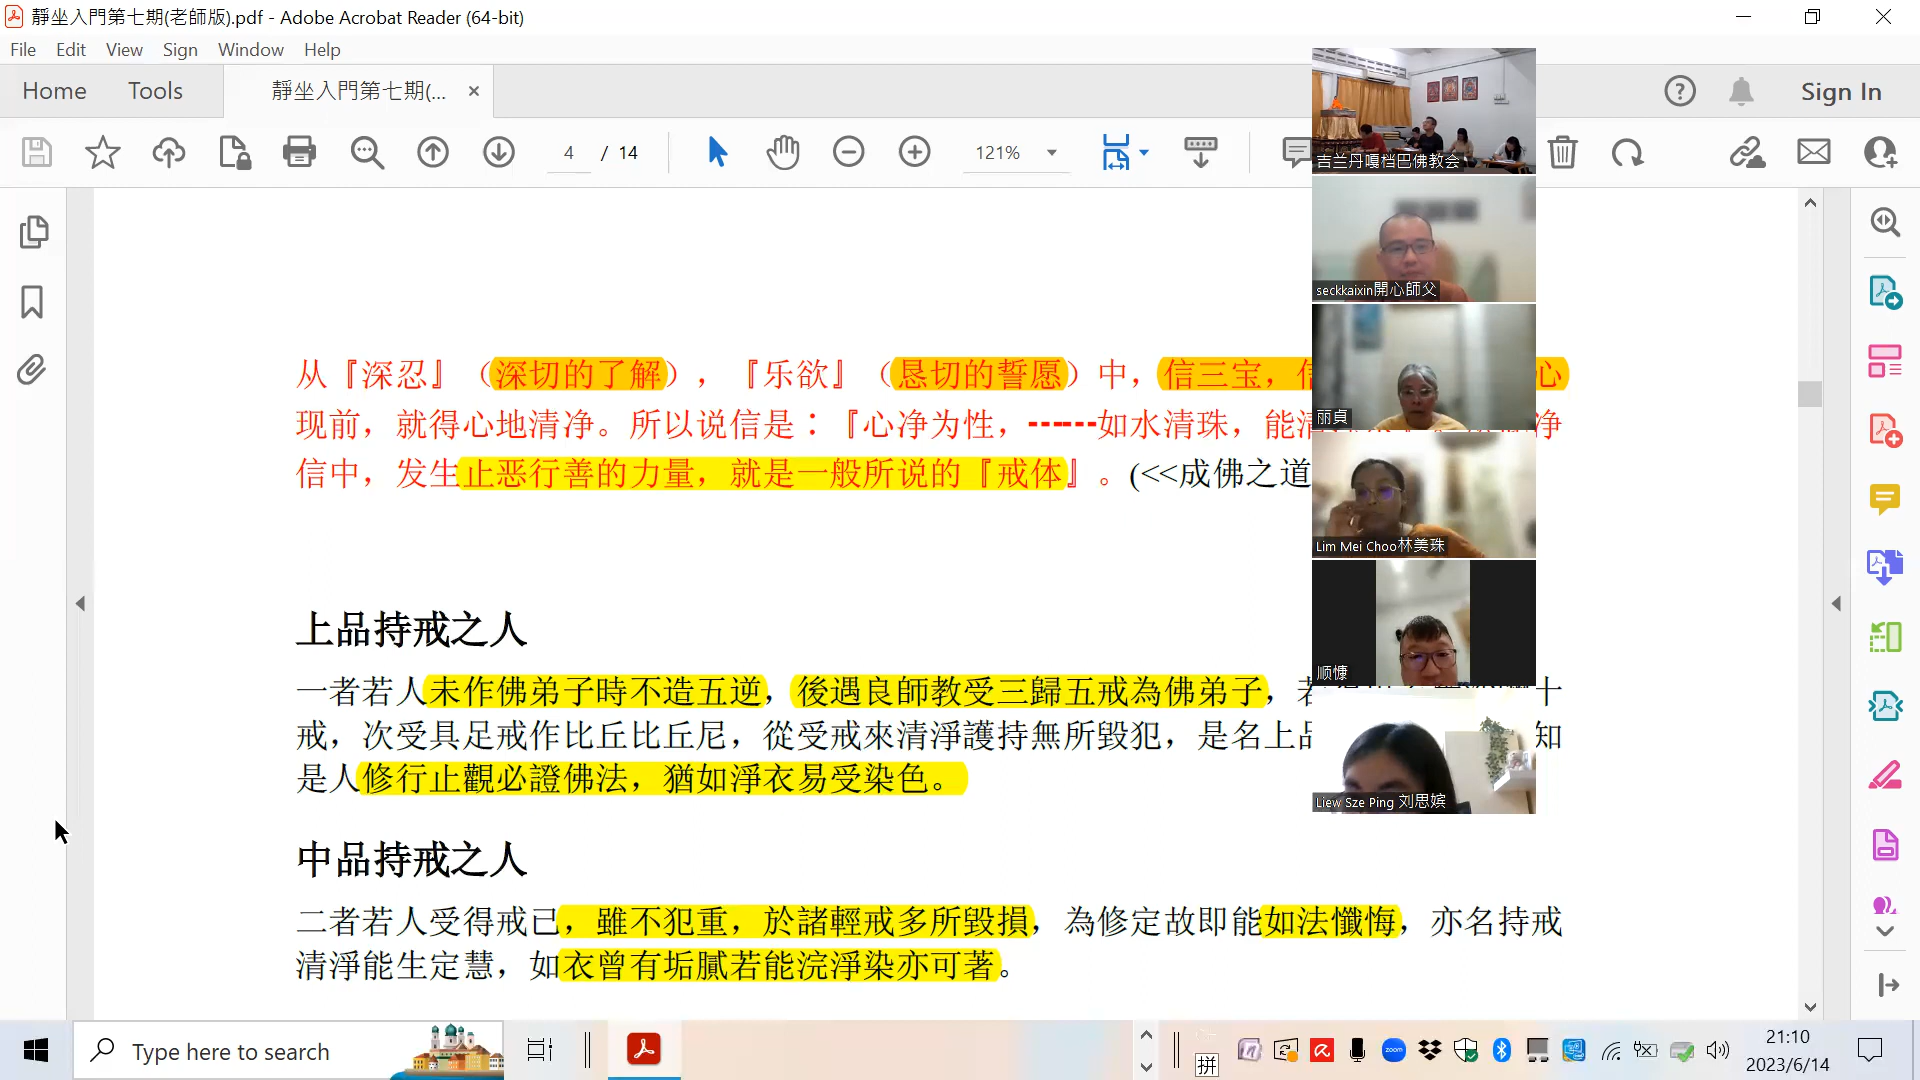 靜坐入門第七期(老師版).pdf - Adobe Acrobat Reader (64-bit)
File Edit View Sign Window Help
Home Tools 靜坐入門第七期(... × Sign In
4 / 14 121%
从『深忍』（深切的了解），『乐欲』（恳切的誓愿）中，信三宝，信 心
现前，就得心地清净。所以说信是：『心净为性，------如水清珠，能清 净
信中，发生止恶行善的力量，就是一般所说的『戒体』。(<<成佛之道
上品持戒之人
一者若人未作佛弟子時不造五逆，後遇良師教受三歸五戒為佛弟子，若 十
戒，次受具足戒作比丘比丘尼，從受戒來清淨護持無所毀犯，是名上品 知
是人修行止觀必證佛法，猶如淨衣易受染色。
中品持戒之人
二者若人受得戒已，雖不犯重，於諸輕戒多所毀損，為修定故即能如法懺悔，亦名持戒
清淨能生定慧，如衣曾有垢膩若能浣淨染亦可著。
吉兰丹嘎档巴佛教会
seckkaixin開心師父
丽貞
Lim Mei Choo林美珠
顺慷
Liew Sze Ping 刘思嫔
Type here to search
zoom
拼
21:10
2023/6/14